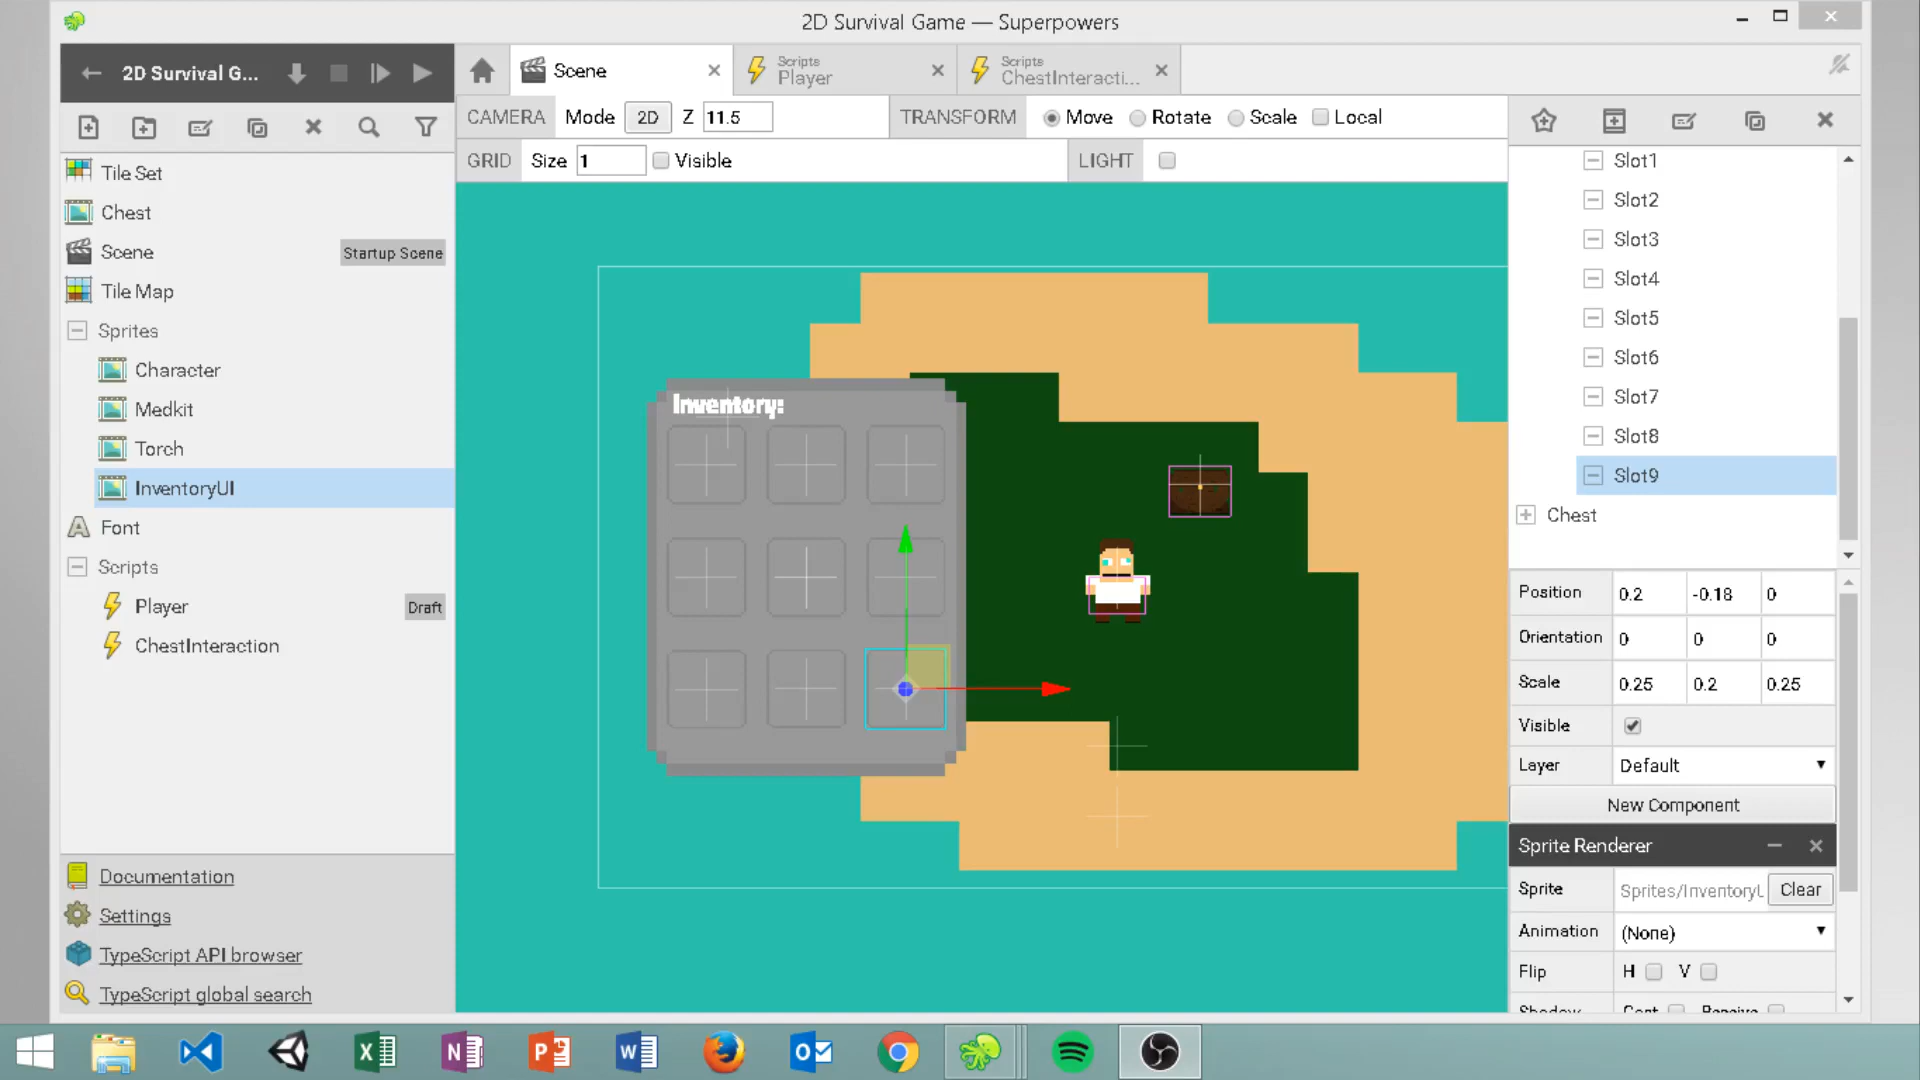 2D Survival Game — Superpowers
2D Survival G...
Scene
Scripts
Player
Scripts
ChestInteracti...
CAMERA Mode 2D Z 11.5
TRANSFORM Move Rotate Scale Local
GRID Size 1 Visible
LIGHT
Tile Set
Chest
Scene Startup Scene
Tile Map
Sprites
Character
Medkit
Torch
InventoryUI
Font
Scripts
Player Draft
ChestInteraction
Documentation
Settings
TypeScript API browser
TypeScript global search
Inventory:
Slot1
Slot2
Slot3
Slot4
Slot5
Slot6
Slot7
Slot8
Slot9
Chest
Position 0.2 -0.18 0
Orientation 0 0 0
Scale 0.25 0.2 0.25
Visible
Layer Default
New Component
Sprite Renderer
Sprite Sprites/InventoryU Clear
Animation (None)
Flip H V
Shadow Cast Receive